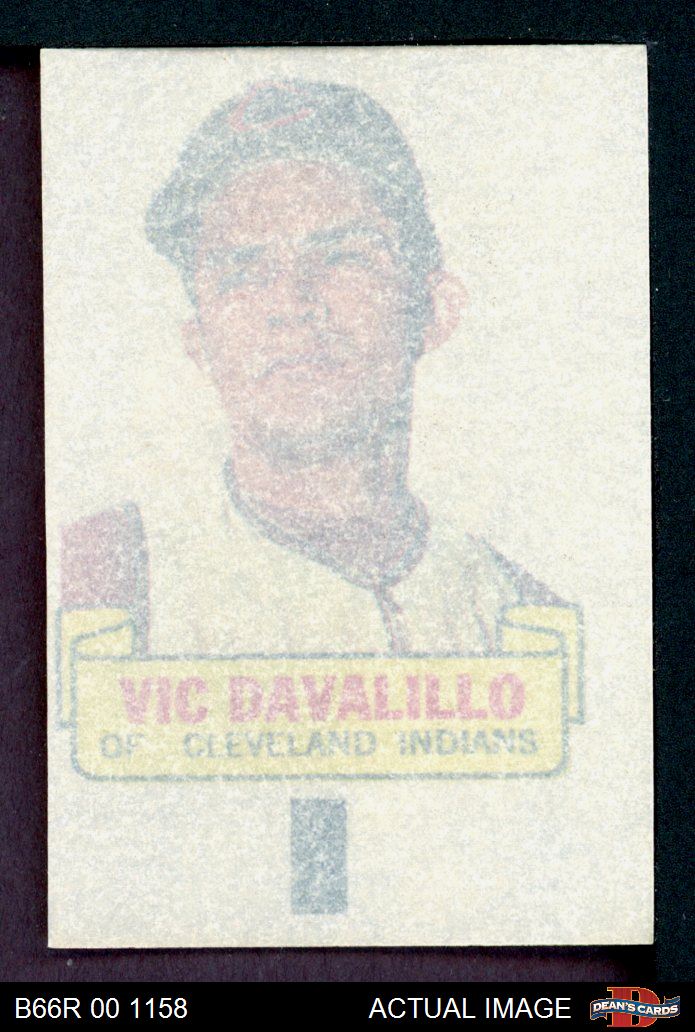 C
VIC DAVALILLO
OF CLEVELAND INDIANS
B66R 00 1158
ACTUAL IMAGE
D
DEAN'S CARDS